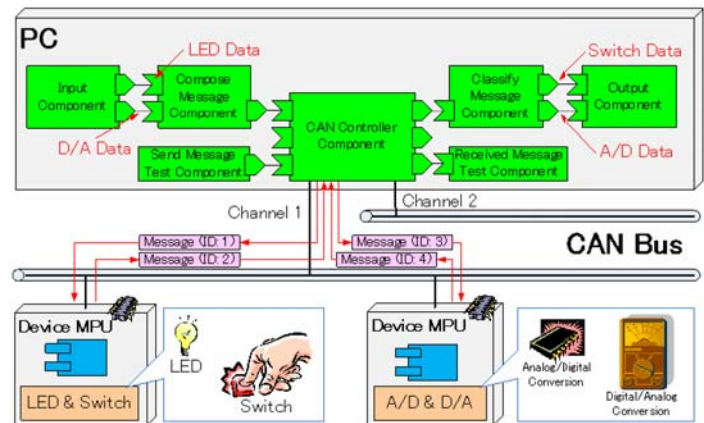 PC
LED Data
Switch Data
Input
Component
Compose
Message
Component
CAN Controller
Component
Classify
Message
Component
Output
Component
D/A Data
A/D Data
Send Message
Test Component
Received Message
Test Component
Channel 1
Channel 2
CAN Bus
Message (ID: 1)
Message (ID: 2)
Message (ID: 3)
Message (ID: 4)
Device MPU
LED & Switch
LED
Switch
Device MPU
A/D & D/A
Analog/Digital
Conversion
Digital/Analog
Conversion